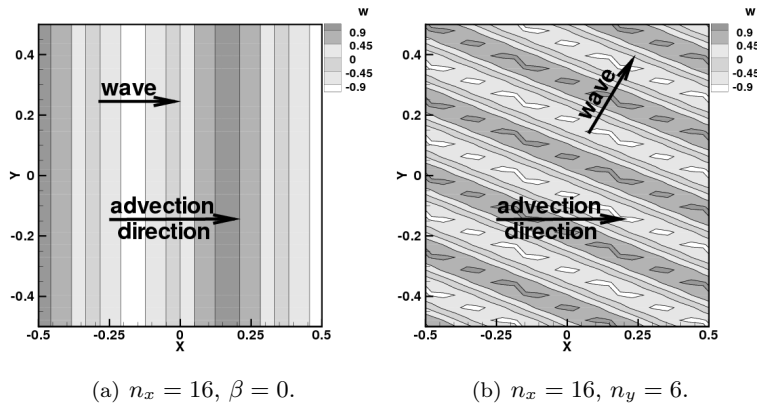 w
0.9
0.45
0
-0.45
-0.9
0.4
0.2
0
-0.2
-0.4
Y
wave
advection
direction
-0.5
-0.25
0
0.25
0.5
X
(a) nₓ = 16, β = 0.
w
0.9
0.45
0
-0.45
-0.9
0.4
0.2
0
-0.2
-0.4
Y
wave
advection
direction
-0.5
-0.25
0
0.25
0.5
X
(b) nₓ = 16, n_y = 6.